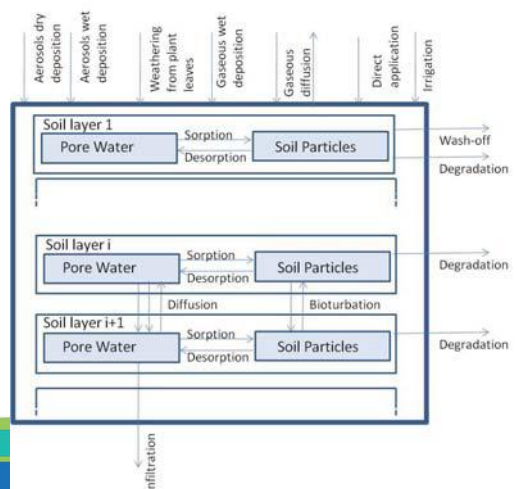 Aerosols dry
deposition
Aerosols wet
deposition
Weathering
from plant
leaves
Gaseous wet
deposition
Gaseous
diffusion
Direct
application
Irrigation
Soil layer 1
Pore Water
Sorption
Desorption
Soil Particles
Wash-off
Degradation
Soil layer i
Pore Water
Sorption
Desorption
Soil Particles
Degradation
Diffusion
Bioturbation
Soil layer i+1
Pore Water
Sorption
Desorption
Soil Particles
Degradation
Infiltration